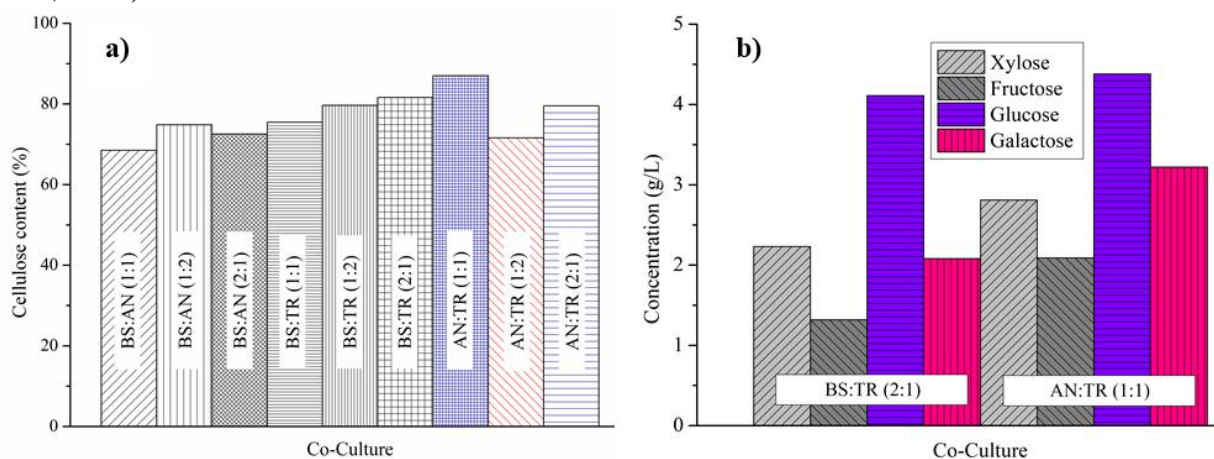 a)
100
80
60
40
20
0
Cellulose content (%)
BS:AN (1:1)
BS:AN (1:2)
BS:AN (2:1)
BS:TR (1:1)
BS:TR (1:2)
BS:TR (2:1)
AN:TR (1:1)
AN:TR (1:2)
AN:TR (2:1)
Co-Culture
b)
5
4
3
2
1
0
Concentration (g/L)
Xylose
Fructose
Glucose
Galactose
BS:TR (2:1)
AN:TR (1:1)
Co-Culture